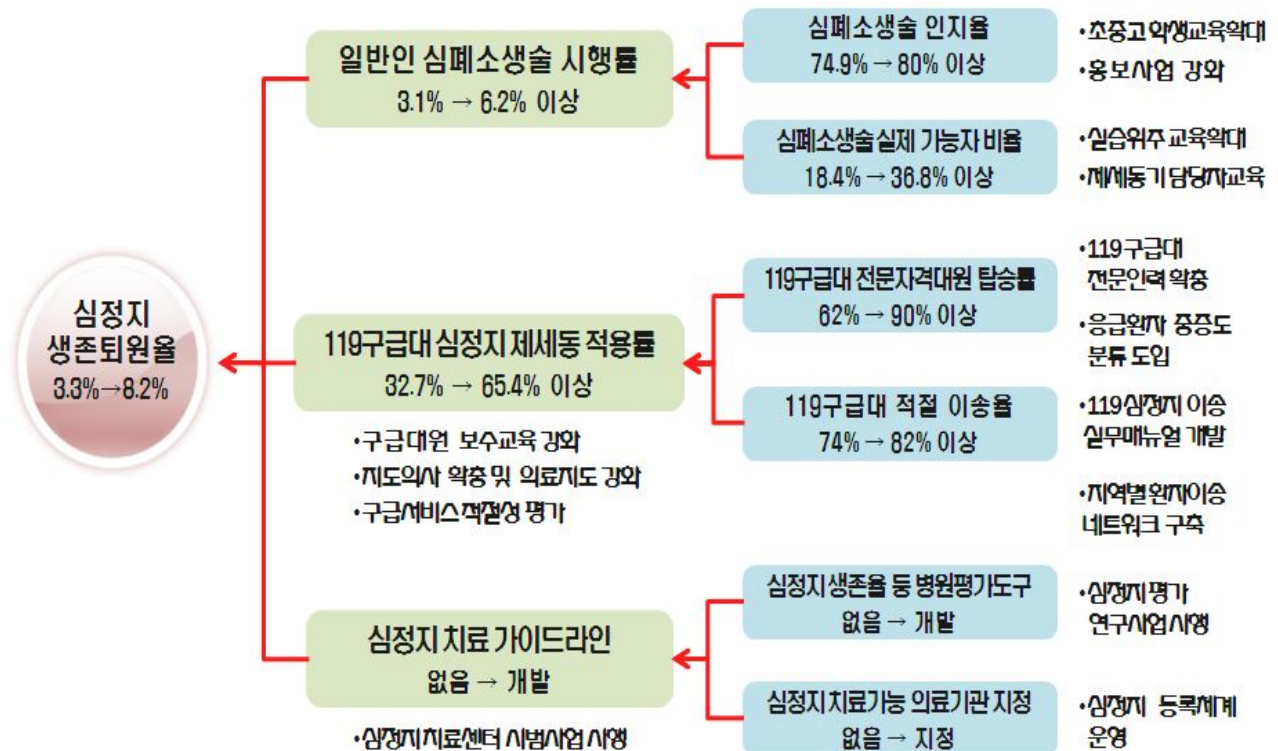 심정지
생존퇴원율
3.3%→8.2%
일반인 심폐소생술 시행률
3.1% → 6.2% 이상
심폐소생술 인지율
74.9% → 80% 이상
•초중고 학생교육확대
•홍보사업 강화
심폐소생술 실제 가능자 비율
18.4% → 36.8% 이상
•실습위주 교육확대
•제세동기 담당자교육
119구급대 심정지 제세동 적용률
32.7% → 65.4% 이상
•구급대원 보수교육 강화
•지도의사 확충 및 의료지도 강화
•구급서비스 적절성 평가
119구급대 전문자격대원 탑승률
62% → 90% 이상
•119구급대
전문인력 확충
•응급환자 중증도
분류 도입
119구급대 적절 이송율
74% → 82% 이상
•119심정지 이송
실무매뉴얼 개발
•지역별 환자이송
네트워크 구축
심정지 치료 가이드라인
없음 → 개발
•심정지치료센터 시범사업 시행
심정지 생존율 등 병원평가도구
없음 → 개발
•심정지 평가
연구사업 시행
심정지 치료가능 의료기관 지정
없음 → 지정
•심정지 등록체계
운영